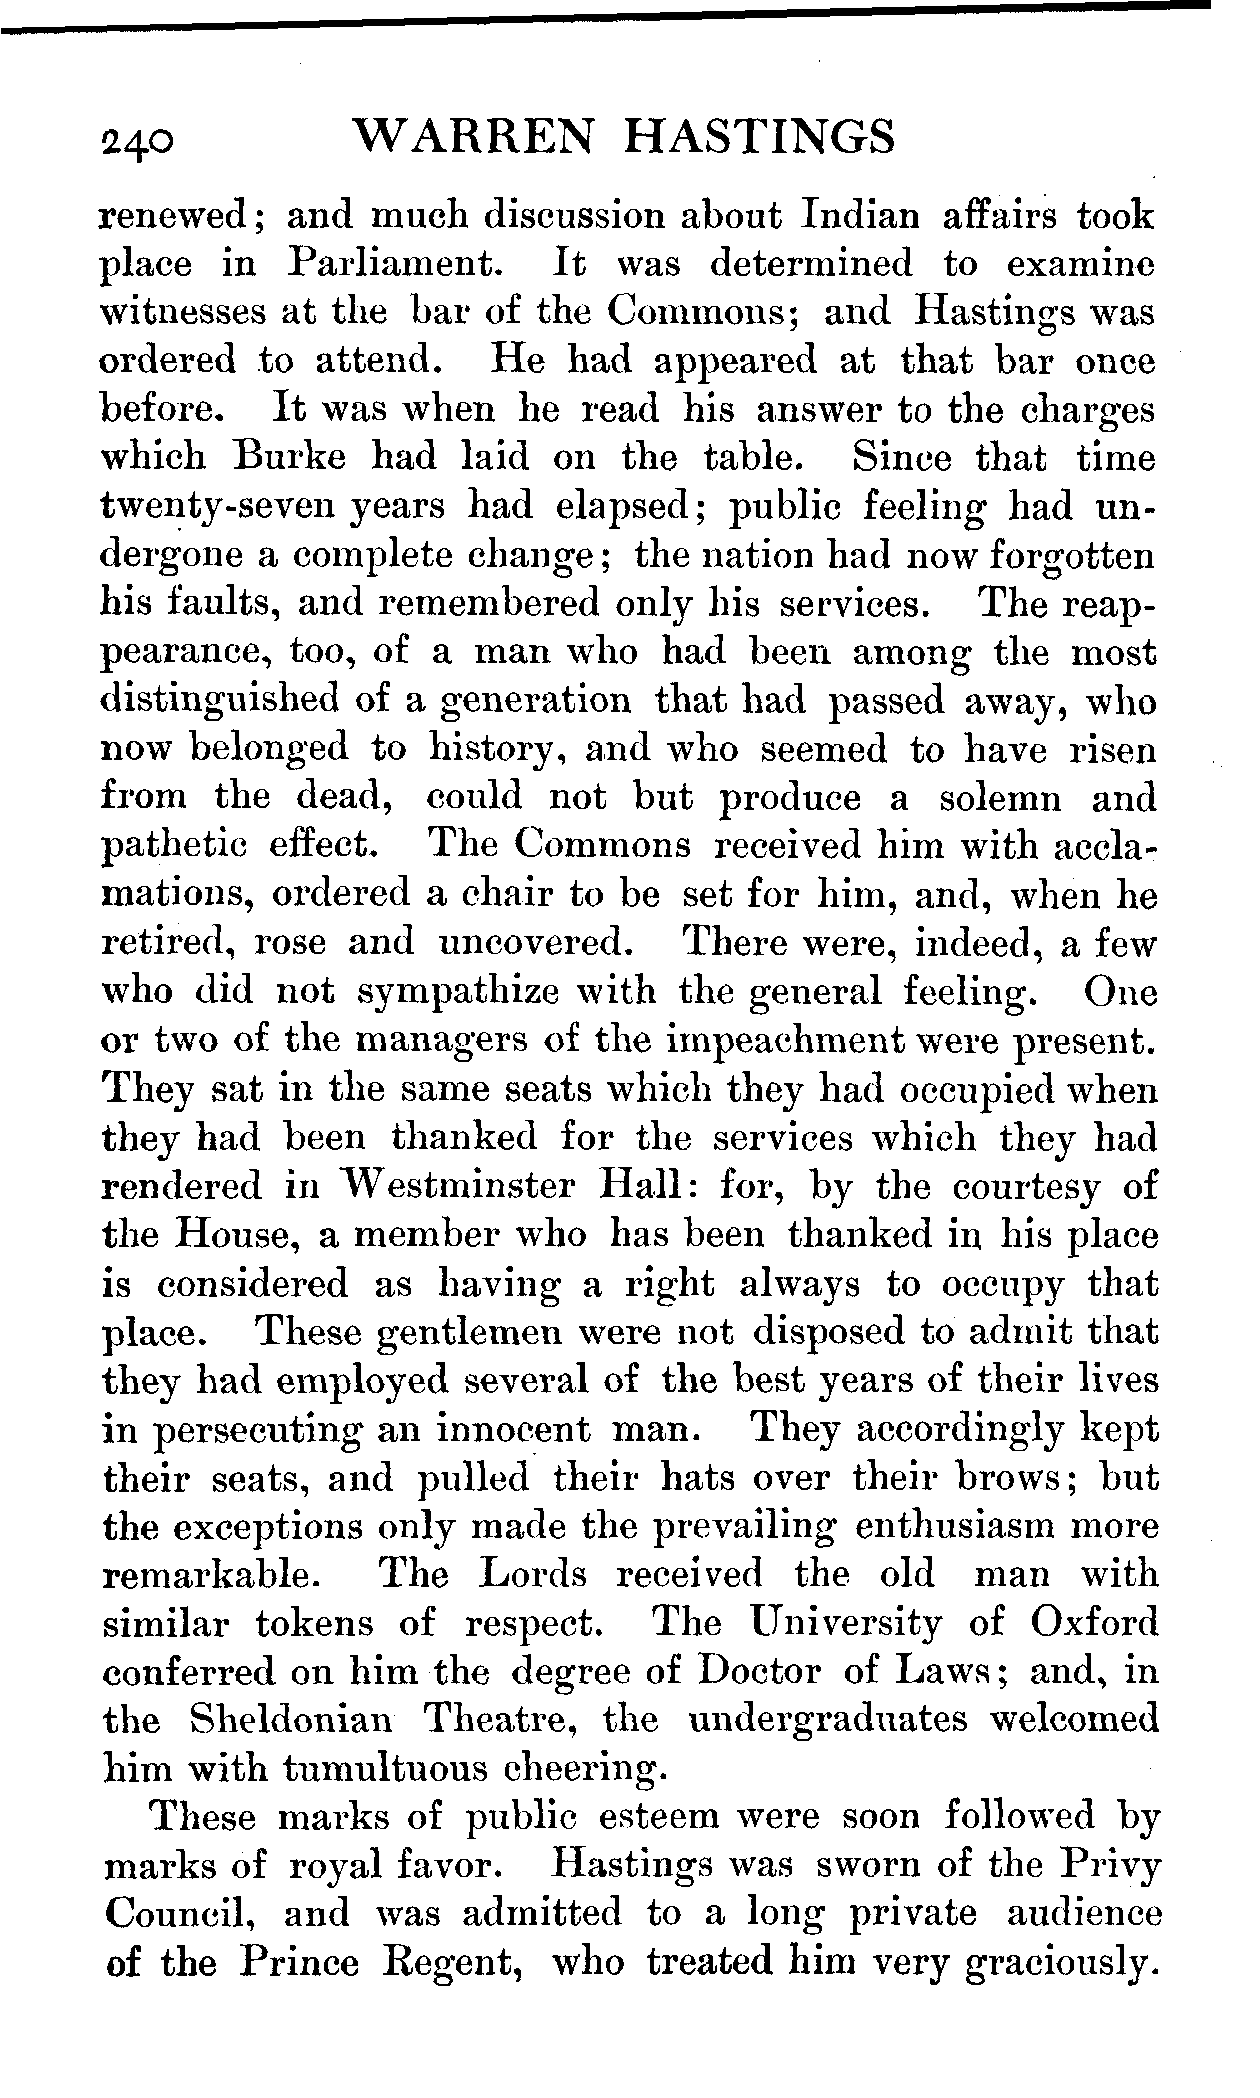 240 WARREN HASTINGS
renewed; and much discussion about Indian affairs took
place in Parliament. It was determined to examine
witnesses at the bar of the Commons; and Hastings was
ordered to attend. He had appeared at that bar once
before. It was when he read his answer to the charges
which Burke had laid on the table. Since that time
twenty-seven years had elapsed; public feeling had un-
dergone a complete change; the nation had now forgotten
his faults, and remembered only his services. The reap-
pearance, too, of a man who had been among the most
distinguished of a generation that had passed away, who
now belonged to history, and who seemed to have risen
from the dead, could not but produce a solemn and
pathetic effect. The Commons received him with accla-
mations, ordered a chair to be set for him, and, when he
retired, rose and uncovered. There were, indeed, a few
who did not sympathize with the general feeling. One
or two of the managers of the impeachment were present.
They sat in the same seats which they had occupied when
they had been thanked for the services which they had
rendered in Westminster Hall: for, by the courtesy of
the House, a member who has been thanked in his place
is considered as having a right always to occupy that
place. These gentlemen were not disposed to admit that
they had employed several of the best years of their lives
in persecuting an innocent man. They accordingly kept
their seats, and pulled their hats over their brows; but
the exceptions only made the prevailing enthusiasm more
remarkable. The Lords received the old man with
similar tokens of respect. The University of Oxford
conferred on him the degree of Doctor of Laws; and, in
the Sheldonian Theatre, the undergraduates welcomed
him with tumultuous cheering.
These marks of public esteem were soon followed by
marks of royal favor. Hastings was sworn of the Privy
Council, and was admitted to a long private audience
of the Prince Regent, who treated him very graciously.